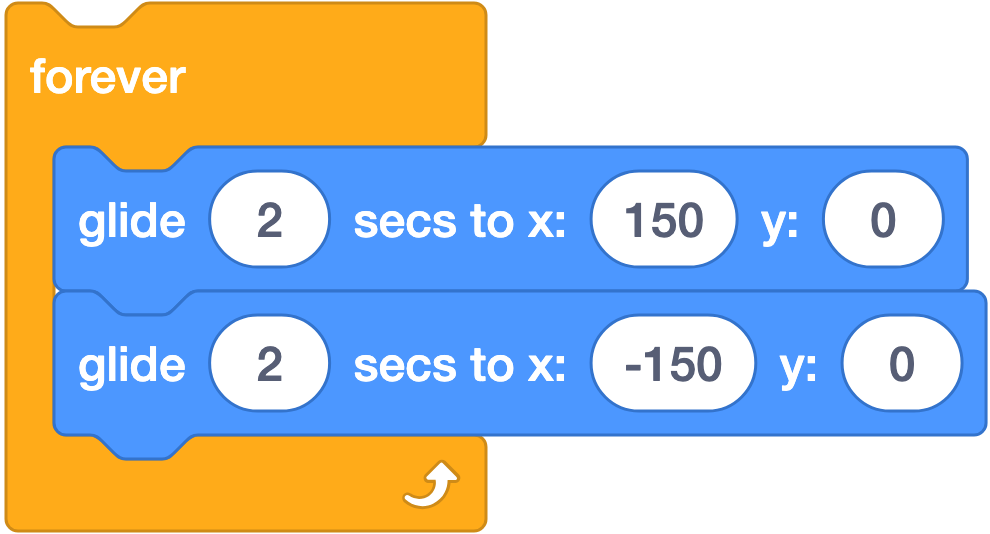 forever
glide 2 secs to x: 150 y: 0
glide 2 secs to x: -150 y: 0